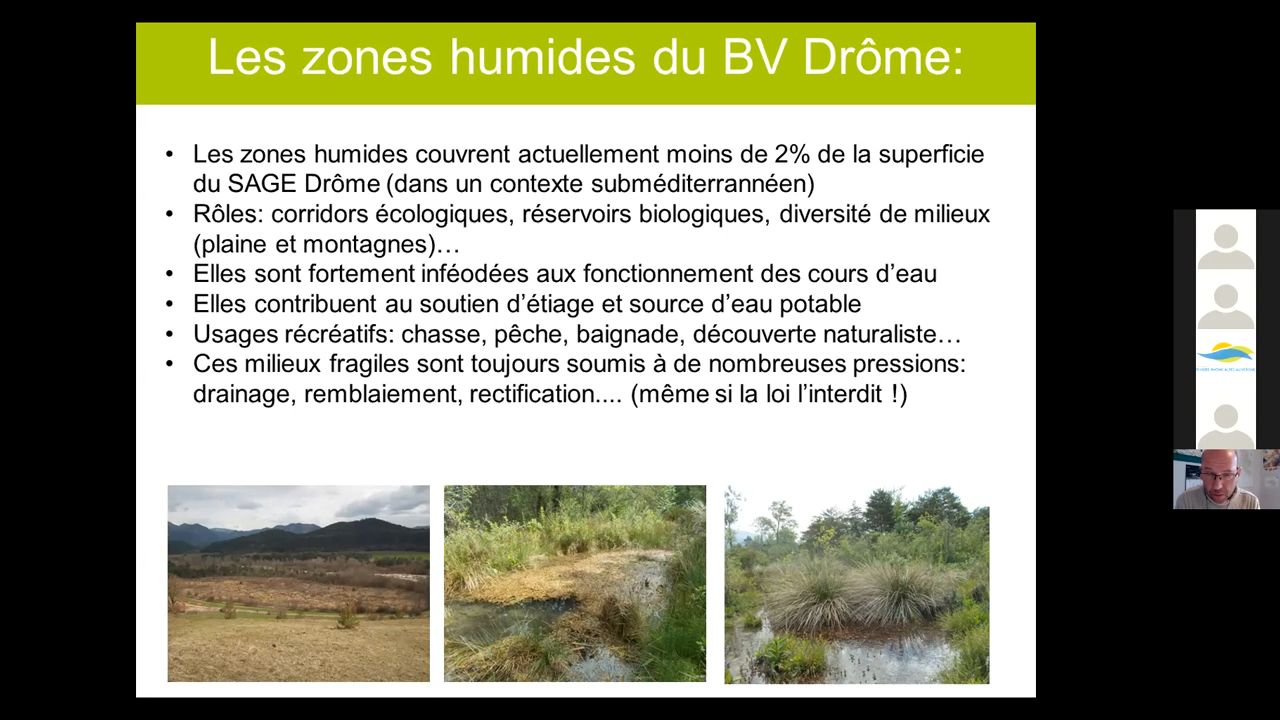 Les zones humides du BV Drôme:
• Les zones humides couvrent actuellement moins de 2% de la superficie
du SAGE Drôme (dans un contexte subméditerrannéen)
• Rôles: corridors écologiques, réservoirs biologiques, diversité de milieux
(plaine et montagnes)…
• Elles sont fortement inféodées aux fonctionnement des cours d’eau
• Elles contribuent au soutien d’étiage et source d’eau potable
• Usages récréatifs: chasse, pêche, baignade, découverte naturaliste…
• Ces milieux fragiles sont toujours soumis à de nombreuses pressions:
drainage, remblaiement, rectification.... (même si la loi l’interdit !)